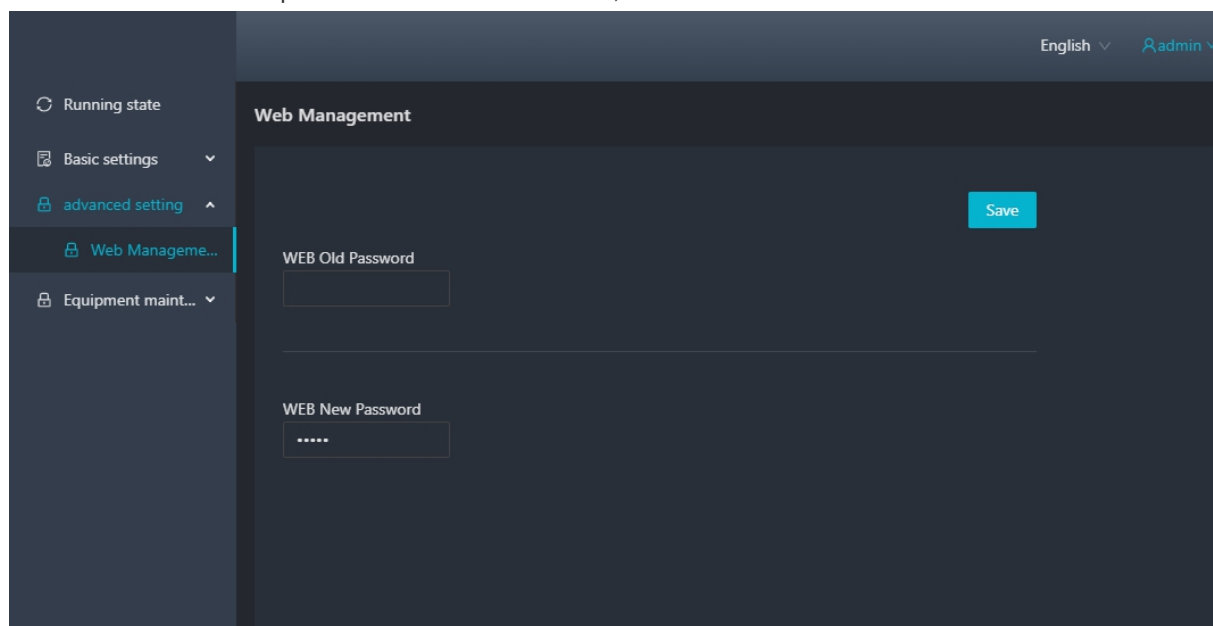 English
admin
Running state
Web Management
Basic settings
advanced setting
Save
Web Manageme...
WEB Old Password
Equipment maint...
WEB New Password
•••••